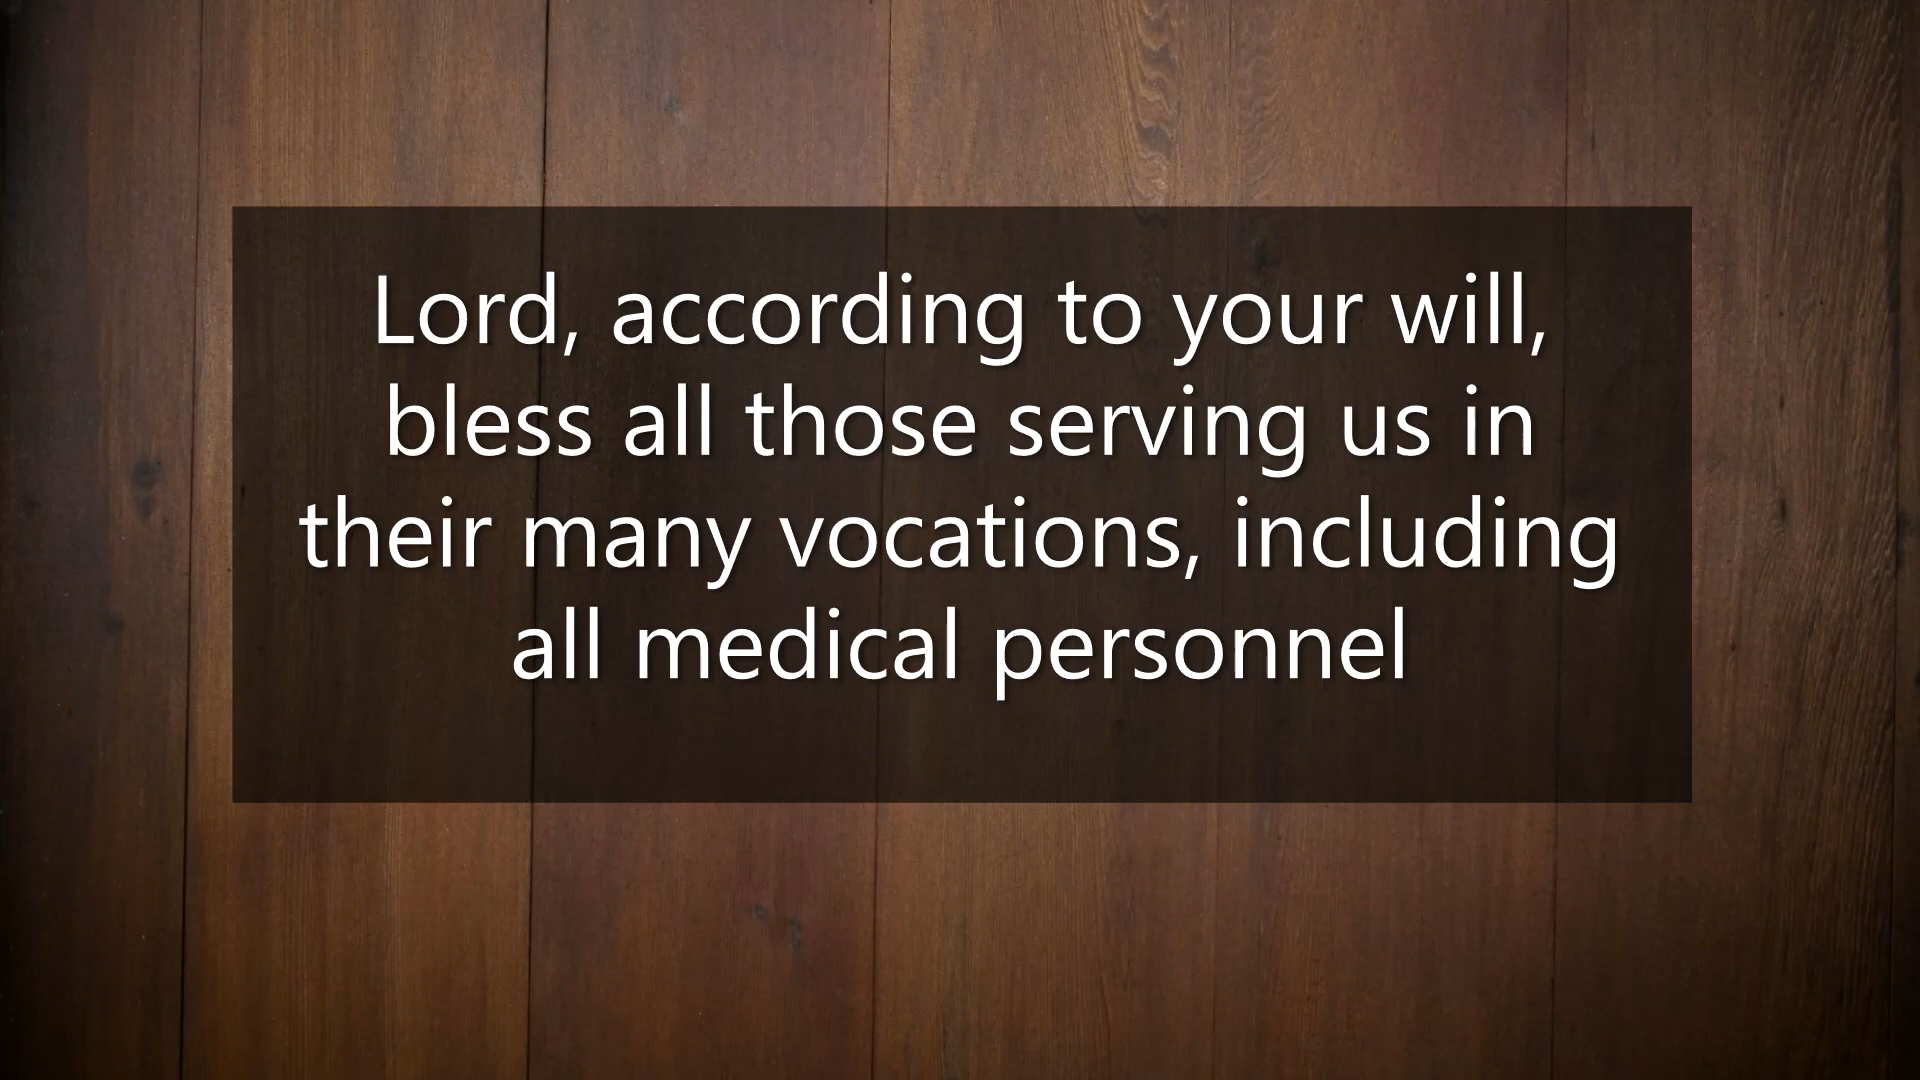 Lord, according to your will,
bless all those serving us in
their many vocations, including
all medical personnel